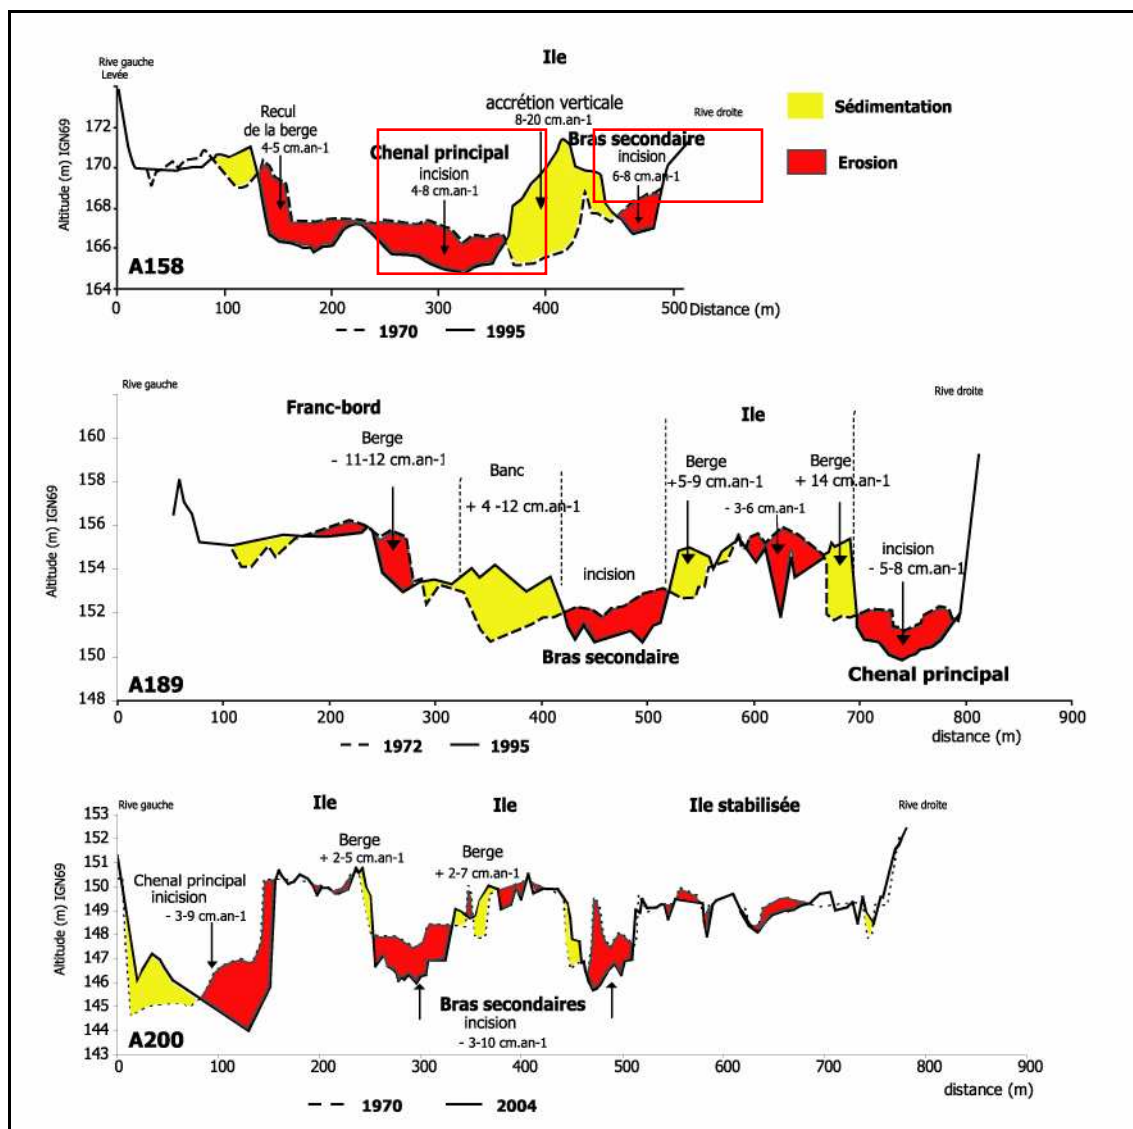 Ile
Rive gauche
Levée
accrétion verticale
8-20 cm.an-1
Rive droite
Sédimentation
Recul
de la berge
4-5 cm.an-1
Chenal principal
incision
4-8 cm.an-1
Bras secondaire
incision
6-8 cm.an-1
Erosion
Altitude (m) IGN69
172
170
168
166
164
A158
0 100 200 300 400 500 Distance (m)
1970 1995
Rive gauche
Rive droite
Franc-bord
Ile
Berge
- 11-12 cm.an-1
Banc
+ 4 -12 cm.an-1
Berge
+5-9 cm.an-1
Berge
+ 14 cm.an-1
- 3-6 cm.an-1
incision
- 5-8 cm.an-1
incision
Bras secondaire
Chenal principal
Altitude (m) IGN69
160
158
156
154
152
150
148
A189
0 100 200 300 400 500 600 700 800 900
distance (m)
1972 1995
Rive gauche
Ile
Ile
Ile stabilisée
Rive droite
Berge
+ 2-5 cm.an-1
Berge
+ 2-7 cm.an-1
Chenal principal
inicision
- 3-9 cm.an-1
Bras secondaires
incision
- 3-10 cm.an-1
Altitude (m) IGN69
153
152
151
150
149
148
147
146
145
144
143
A200
0 100 200 300 400 500 600 700 800 900
distance (m)
1970 2004